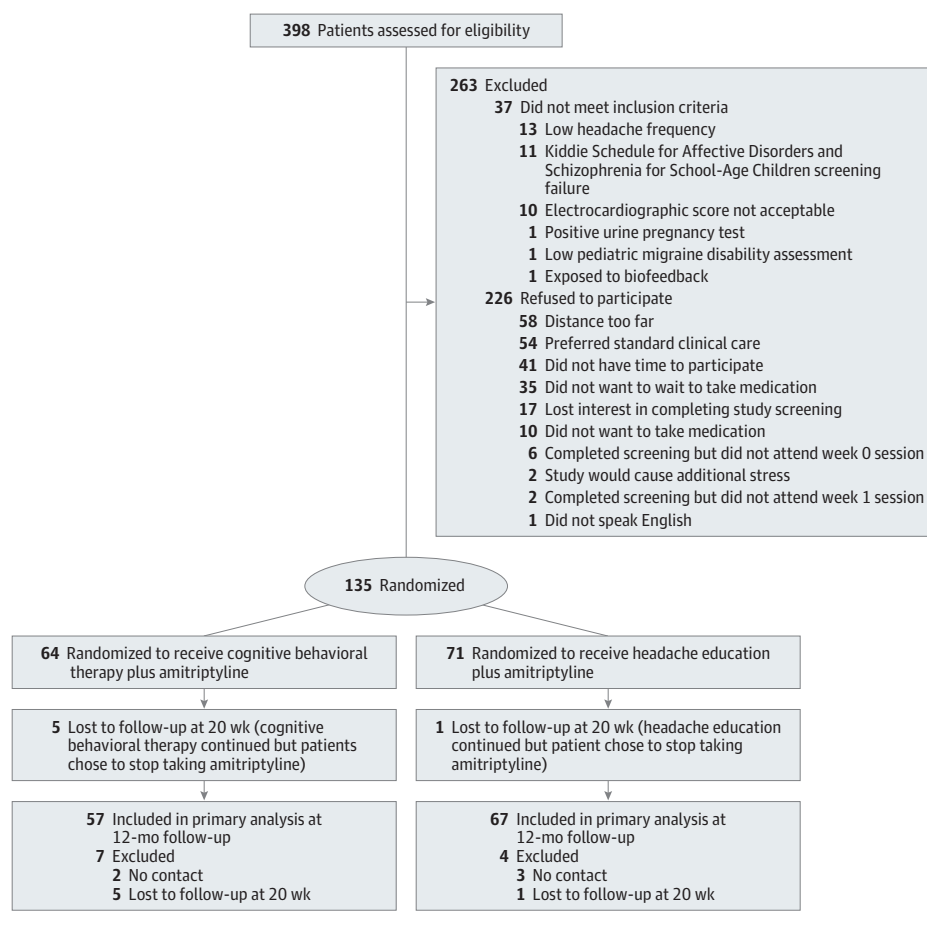 398 Patients assessed for eligibility
263 Excluded
37 Did not meet inclusion criteria
13 Low headache frequency
11 Kiddie Schedule for Affective Disorders and
Schizophrenia for School-Age Children screening
failure
10 Electrocardiographic score not acceptable
1 Positive urine pregnancy test
1 Low pediatric migraine disability assessment
1 Exposed to biofeedback
226 Refused to participate
58 Distance too far
54 Preferred standard clinical care
41 Did not have time to participate
35 Did not want to wait to take medication
17 Lost interest in completing study screening
10 Did not want to take medication
6 Completed screening but did not attend week 0 session
2 Study would cause additional stress
2 Completed screening but did not attend week 1 session
1 Did not speak English
135 Randomized
64 Randomized to receive cognitive behavioral
therapy plus amitriptyline
71 Randomized to receive headache education
plus amitriptyline
5 Lost to follow-up at 20 wk (cognitive
behavioral therapy continued but patients
chose to stop taking amitriptyline)
1 Lost to follow-up at 20 wk (headache education
continued but patient chose to stop taking
amitriptyline)
57 Included in primary analysis at
12-mo follow-up
7 Excluded
2 No contact
5 Lost to follow-up at 20 wk
67 Included in primary analysis at
12-mo follow-up
4 Excluded
3 No contact
1 Lost to follow-up at 20 wk